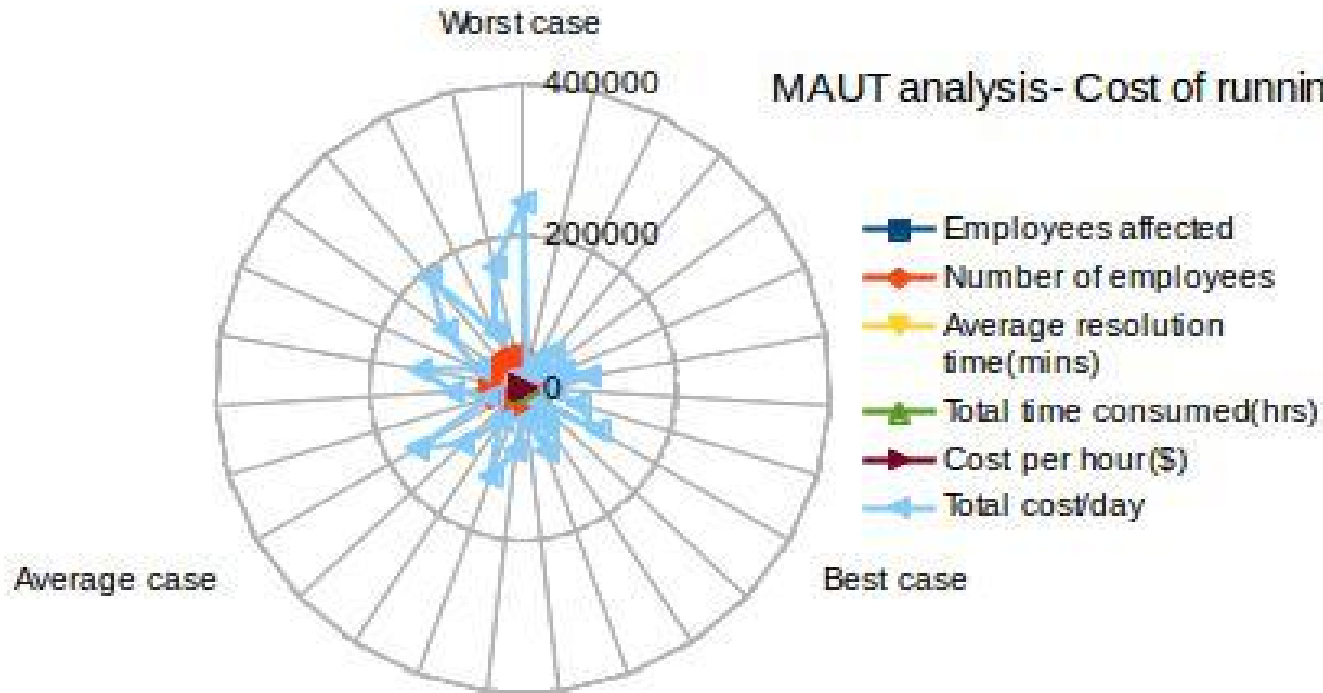 Worst case
400000
MAUT analysis- Cost of runnin
200000
0
Employees affected
Number of employees
Average resolution
time(mins)
Total time consumed(hrs)
Cost per hour($)
Total cost/day
Average case
Best case